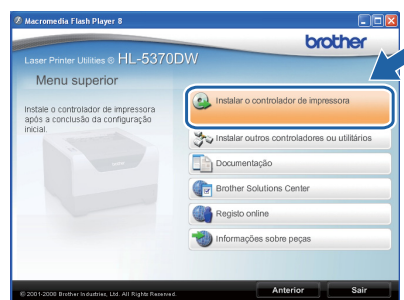 Macromedia Flash Player 8
brother
Laser Printer Utilities ® HL-5370DW
Menu superior
Instale o controlador de impressora
após a conclusão da configuração
inicial.
Instalar o controlador de impressora
Instalar outros controladores ou utilitários
Documentação
Brother Solutions Center
Registo online
Informações sobre peças
© 2001-2008 Brother Industries, Ltd. All Rights Reserved.
Anterior
Sair